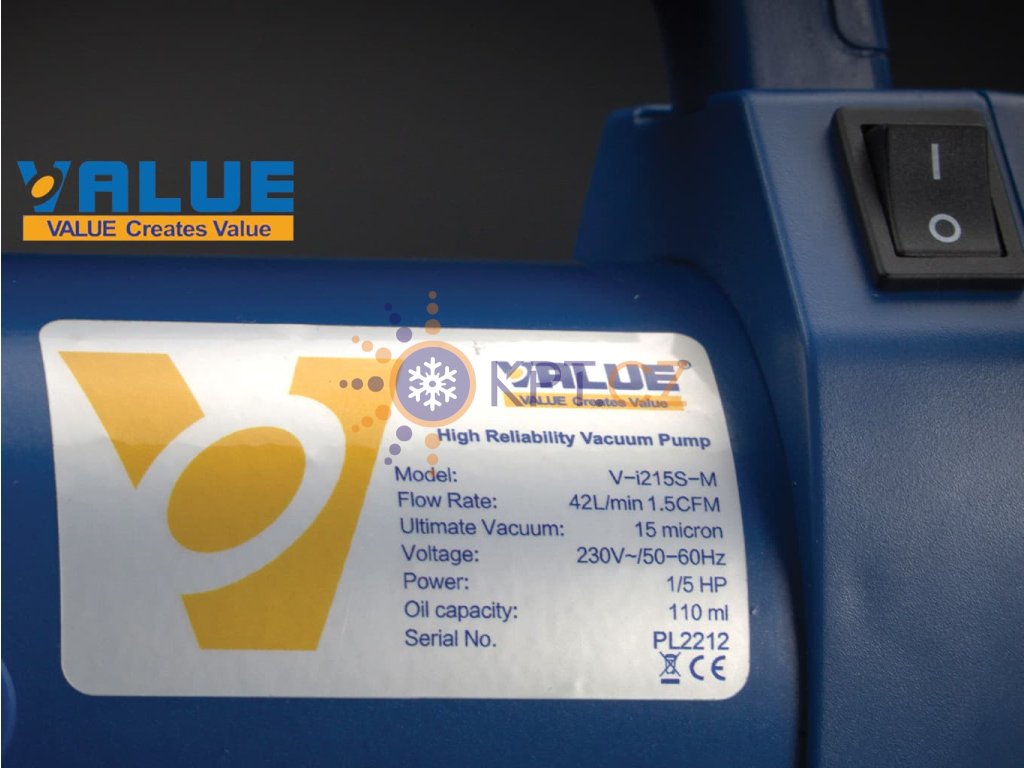 VALUE
VALUE Creates Value
I
O
VALUE®
VALUE Creates Value
High Reliability Vacuum Pump
Model: V-i215S-M
Flow Rate: 42L/min 1.5CFM
Ultimate Vacuum: 15 micron
Voltage: 230V~/50-60Hz
Power: 1/5 HP
Oil capacity: 110 ml
Serial No. PL2212
CE